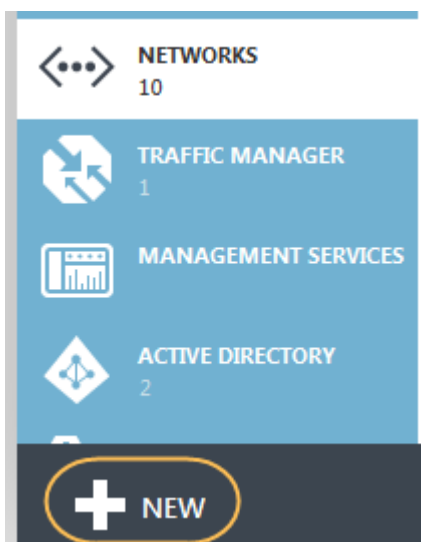 NETWORKS
10
TRAFFIC MANAGER
1
MANAGEMENT SERVICES
ACTIVE DIRECTORY
2
NEW